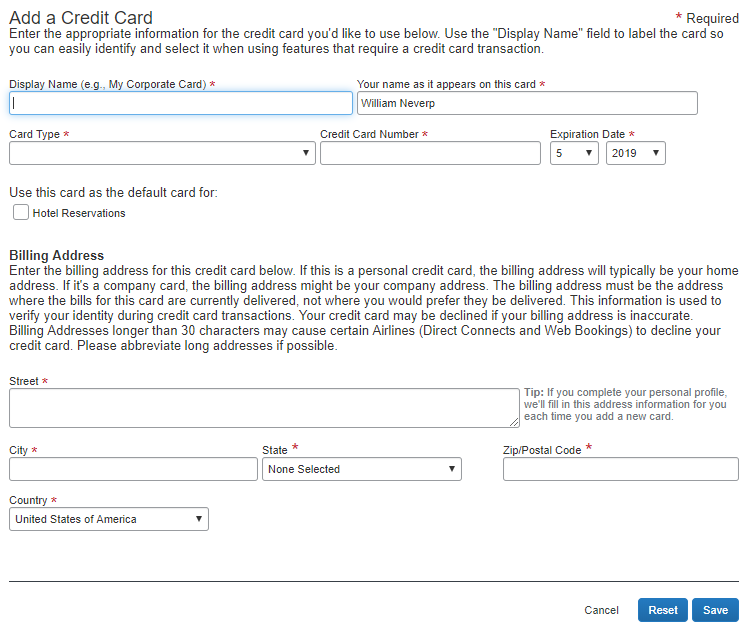 Add a Credit Card
* Required
Enter the appropriate information for the credit card you'd like to use below. Use the "Display Name" field to label the card so
you can easily identify and select it when using features that require a credit card transaction.
Display Name (e.g., My Corporate Card) *
Your name as it appears on this card *
William Neverp
Card Type *
Credit Card Number *
Expiration Date *
5
2019
Use this card as the default card for:
Hotel Reservations
Billing Address
Enter the billing address for this credit card below. If this is a personal credit card, the billing address will typically be your home
address. If it's a company card, the billing address might be your company address. The billing address must be the address
where the bills for this card are currently delivered, not where you would prefer they be delivered. This information is used to
verify your identity during credit card transactions. Your credit card may be declined if your billing address is inaccurate.
Billing Addresses longer than 30 characters may cause certain Airlines (Direct Connects and Web Bookings) to decline your
credit card. Please abbreviate long addresses if possible.
Street *
Tip: If you complete your personal profile,
we'll fill in this address information for you
each time you add a new card.
City *
State *
Zip/Postal Code *
None Selected
Country *
United States of America
Cancel
Reset
Save